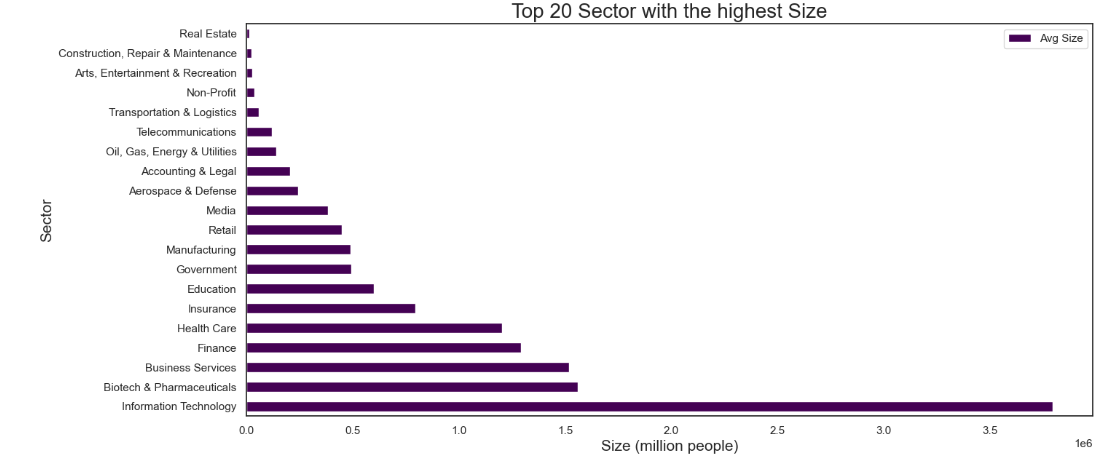 Top 20 Sector with the highest Size
Avg Size
Sector
Real Estate
Construction, Repair & Maintenance
Arts, Entertainment & Recreation
Non-Profit
Transportation & Logistics
Telecommunications
Oil, Gas, Energy & Utilities
Accounting & Legal
Aerospace & Defense
Media
Retail
Manufacturing
Government
Education
Insurance
Health Care
Finance
Business Services
Biotech & Pharmaceuticals
Information Technology
0.0 0.5 1.0 1.5 2.0 2.5 3.0 3.5
1e6
Size (million people)